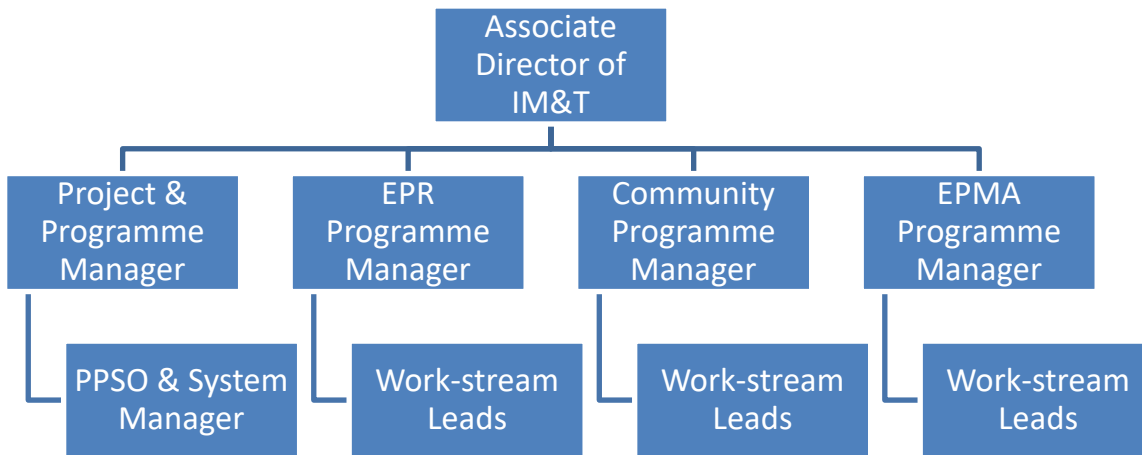 Associate
Director of
IM&T
Project &
Programme
Manager
EPR
Programme
Manager
Community
Programme
Manager
EPMA
Programme
Manager
PPSO & System
Manager
Work-stream
Leads
Work-stream
Leads
Work-stream
Leads